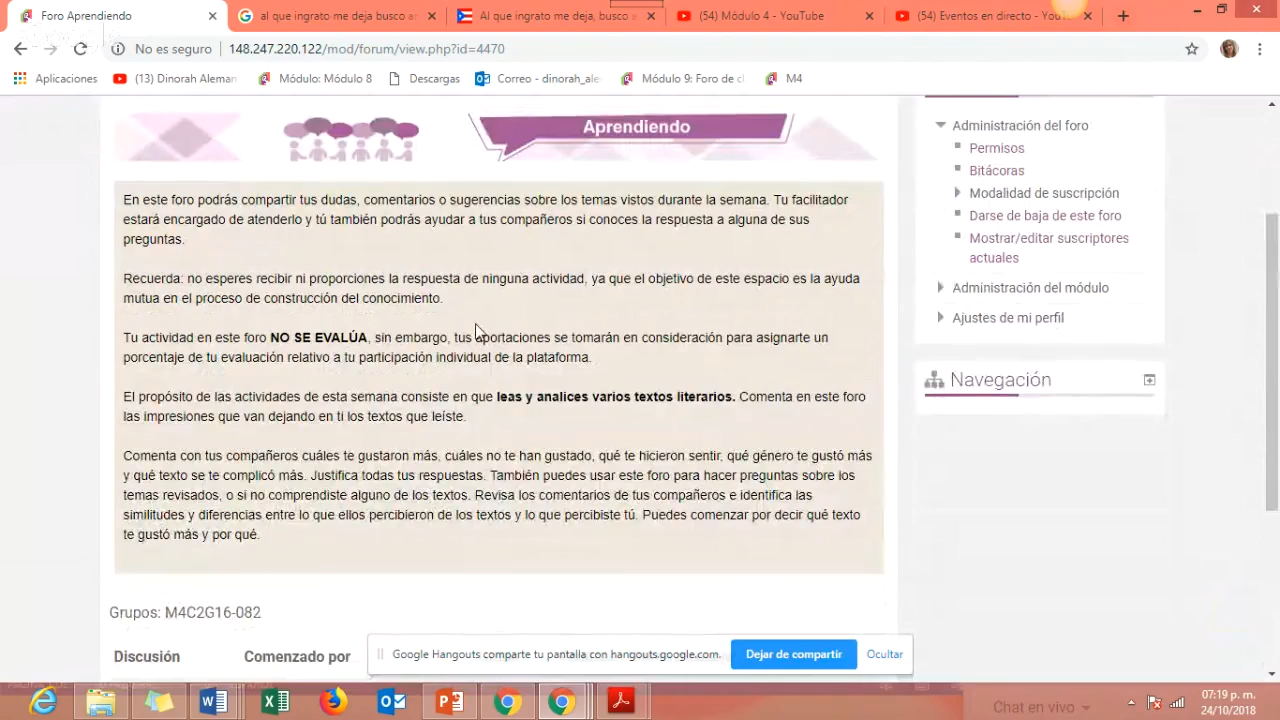 Foro Aprendiendo
al que ingrato me deja busco a
Al que ingrato me deja, busco a
(54) Módulo 4 - YouTube
(54) Eventos en directo - YouTu
No es seguro
148.247.220.122/mod/forum/view.php?id=4470
Aplicaciones
(13) Dinorah Aleman
Módulo: Módulo 8
Descargas
Correo - dinorah_ale
Módulo 9: Foro de cl
M4
Aprendiendo
En este foro podrás compartir tus dudas, comentarios o sugerencias sobre los temas vistos durante la semana. Tu facilitador
estará encargado de atenderlo y tú también podrás ayudar a tus compañeros si conoces la respuesta a alguna de sus
preguntas.
Recuerda: no esperes recibir ni proporciones la respuesta de ninguna actividad, ya que el objetivo de este espacio es la ayuda
mutua en el proceso de construcción del conocimiento.
Tu actividad en este foro NO SE EVALÚA, sin embargo, tus aportaciones se tomarán en consideración para asignarte un
porcentaje de tu evaluación relativo a tu participación individual de la plataforma.
El propósito de las actividades de esta semana consiste en que leas y analices varios textos literarios. Comenta en este foro
las impresiones que van dejando en ti los textos que leíste.
Comenta con tus compañeros cuáles te gustaron más, cuáles no te han gustado, qué te hicieron sentir, qué género te gustó más
y qué texto se te complicó más. Justifica todas tus respuestas. También puedes usar este foro para hacer preguntas sobre los
temas revisados, o si no comprendiste alguno de los textos. Revisa los comentarios de tus compañeros e identifica las
similitudes y diferencias entre lo que ellos percibieron de los textos y lo que percibiste tú. Puedes comenzar por decir qué texto
te gustó más y por qué.
Grupos: M4C2G16-082
Discusión
Comenzado por
Administración del foro
Permisos
Bitácoras
Modalidad de suscripción
Darse de baja de este foro
Mostrar/editar suscriptores
actuales
Administración del módulo
Ajustes de mi perfil
Navegación
Google Hangouts comparte tu pantalla con hangouts.google.com.
Dejar de compartir
Ocultar
Chat en vivo
07:19 p. m.
24/10/2018